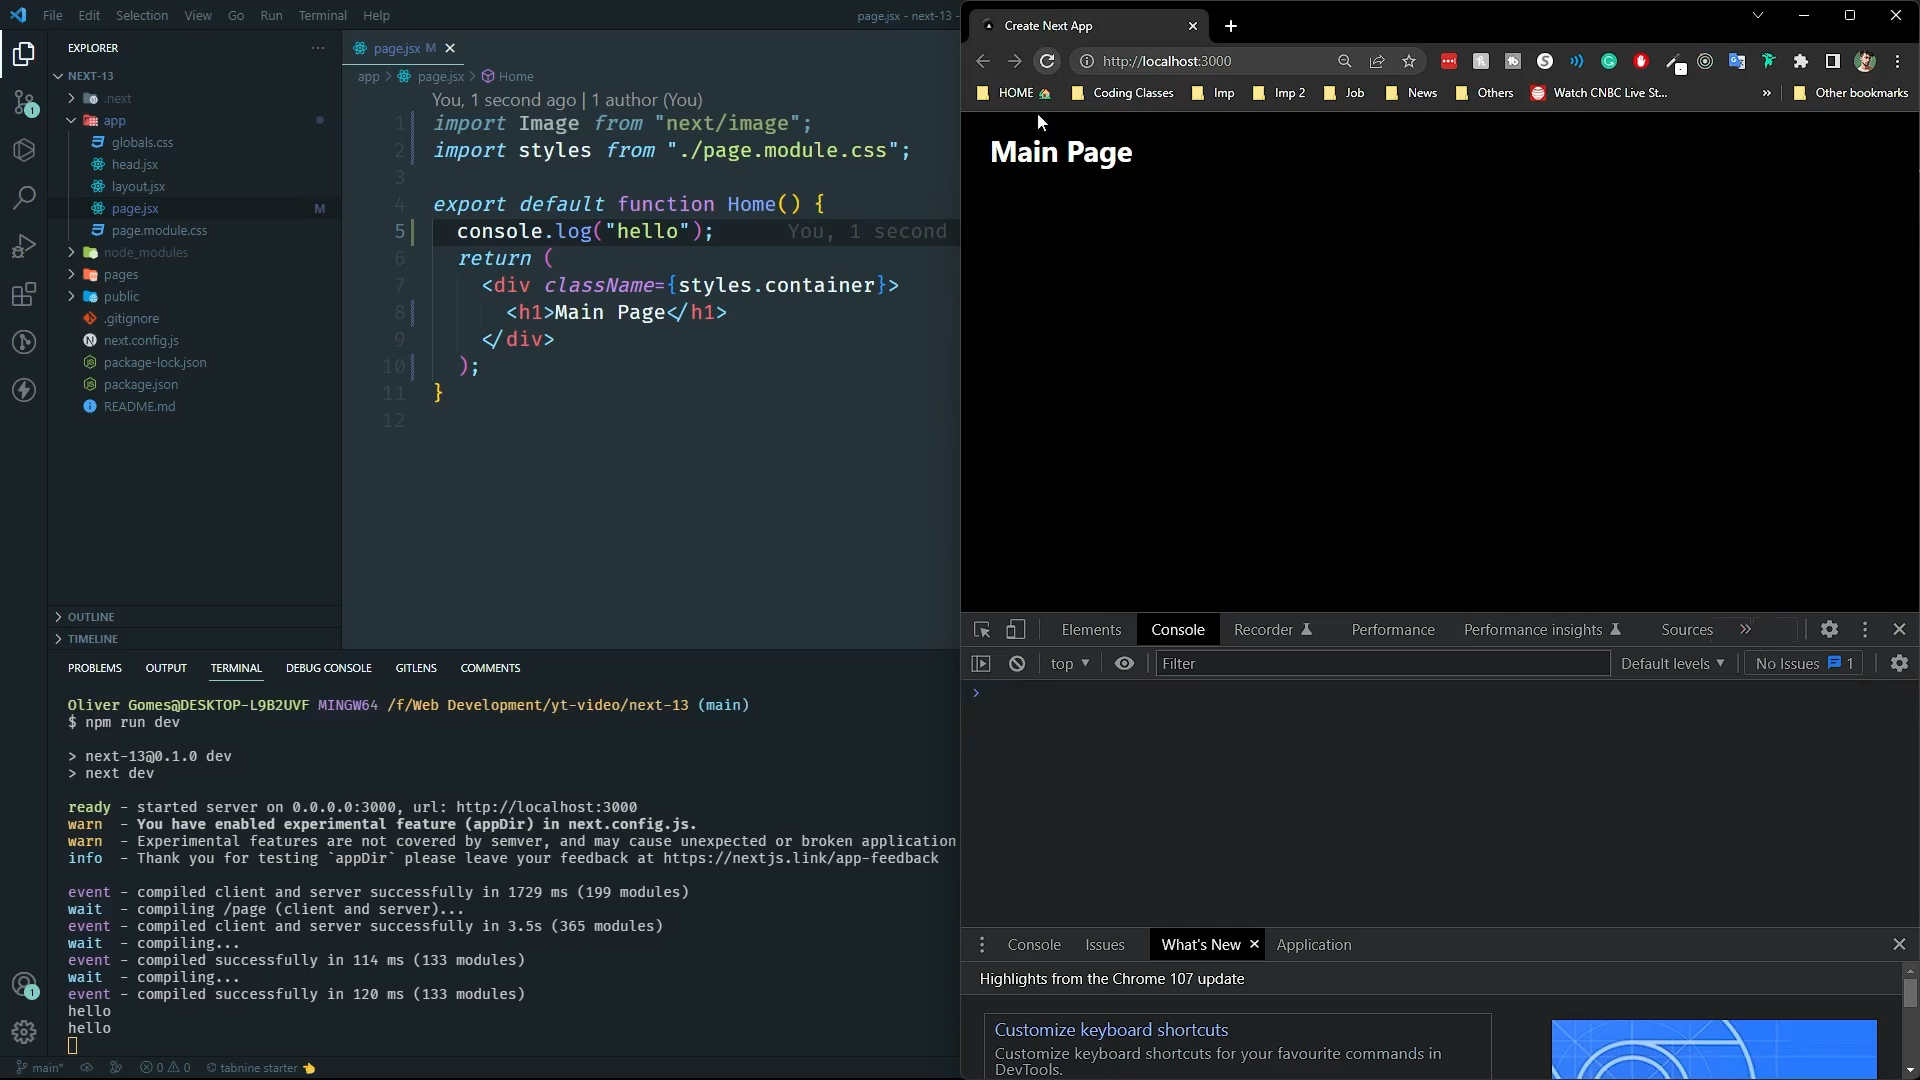 File Edit Selection View Go Run Terminal Help
page.jsx - next-13 -
EXPLORER
NEXT-13
.next
app
globals.css
head.jsx
layout.jsx
page.jsx M
page.module.css
node_modules
pages
public
.gitignore
next.config.js
package-lock.json
package.json
README.md
OUTLINE
TIMELINE
page.jsx M
app > page.jsx > Home
You, 1 second ago | 1 author (You)
1 import Image from "next/image";
2 import styles from "./page.module.css";
3
4 export default function Home() {
5 console.log("hello"); You, 1 second
6 return (
7 <div className={styles.container}>
8 <h1>Main Page</h1>
9 </div>
10 );
11 }
12
PROBLEMS OUTPUT TERMINAL DEBUG CONSOLE GITLENS COMMENTS
Oliver Gomes@DESKTOP-L9B2UVF MINGW64 /f/Web Development/yt-video/next-13 (main)
$ npm run dev
> next-13@0.1.0 dev
> next dev
ready - started server on 0.0.0.0:3000, url: http://localhost:3000
warn - You have enabled experimental feature (appDir) in next.config.js.
warn - Experimental features are not covered by semver, and may cause unexpected or broken application
info - Thank you for testing `appDir` please leave your feedback at https://nextjs.link/app-feedback
event - compiled client and server successfully in 1729 ms (199 modules)
wait - compiling /page (client and server)...
event - compiled client and server successfully in 3.5s (365 modules)
wait - compiling...
event - compiled successfully in 114 ms (133 modules)
wait - compiling...
event - compiled successfully in 120 ms (133 modules)
hello
hello
1
1
main* 0 0 tabnine starter
Create Next App
http://localhost:3000
HOME Coding Classes Imp Imp 2 Job News Others Watch CNBC Live St... » Other bookmarks
Main Page
Elements Console Recorder Performance Performance insights Sources »
top Filter Default levels No Issues 1
>
Console Issues What's New Application
Highlights from the Chrome 107 update
Customize keyboard shortcuts
Customize keyboard shortcuts for your favourite commands in
DevTools.